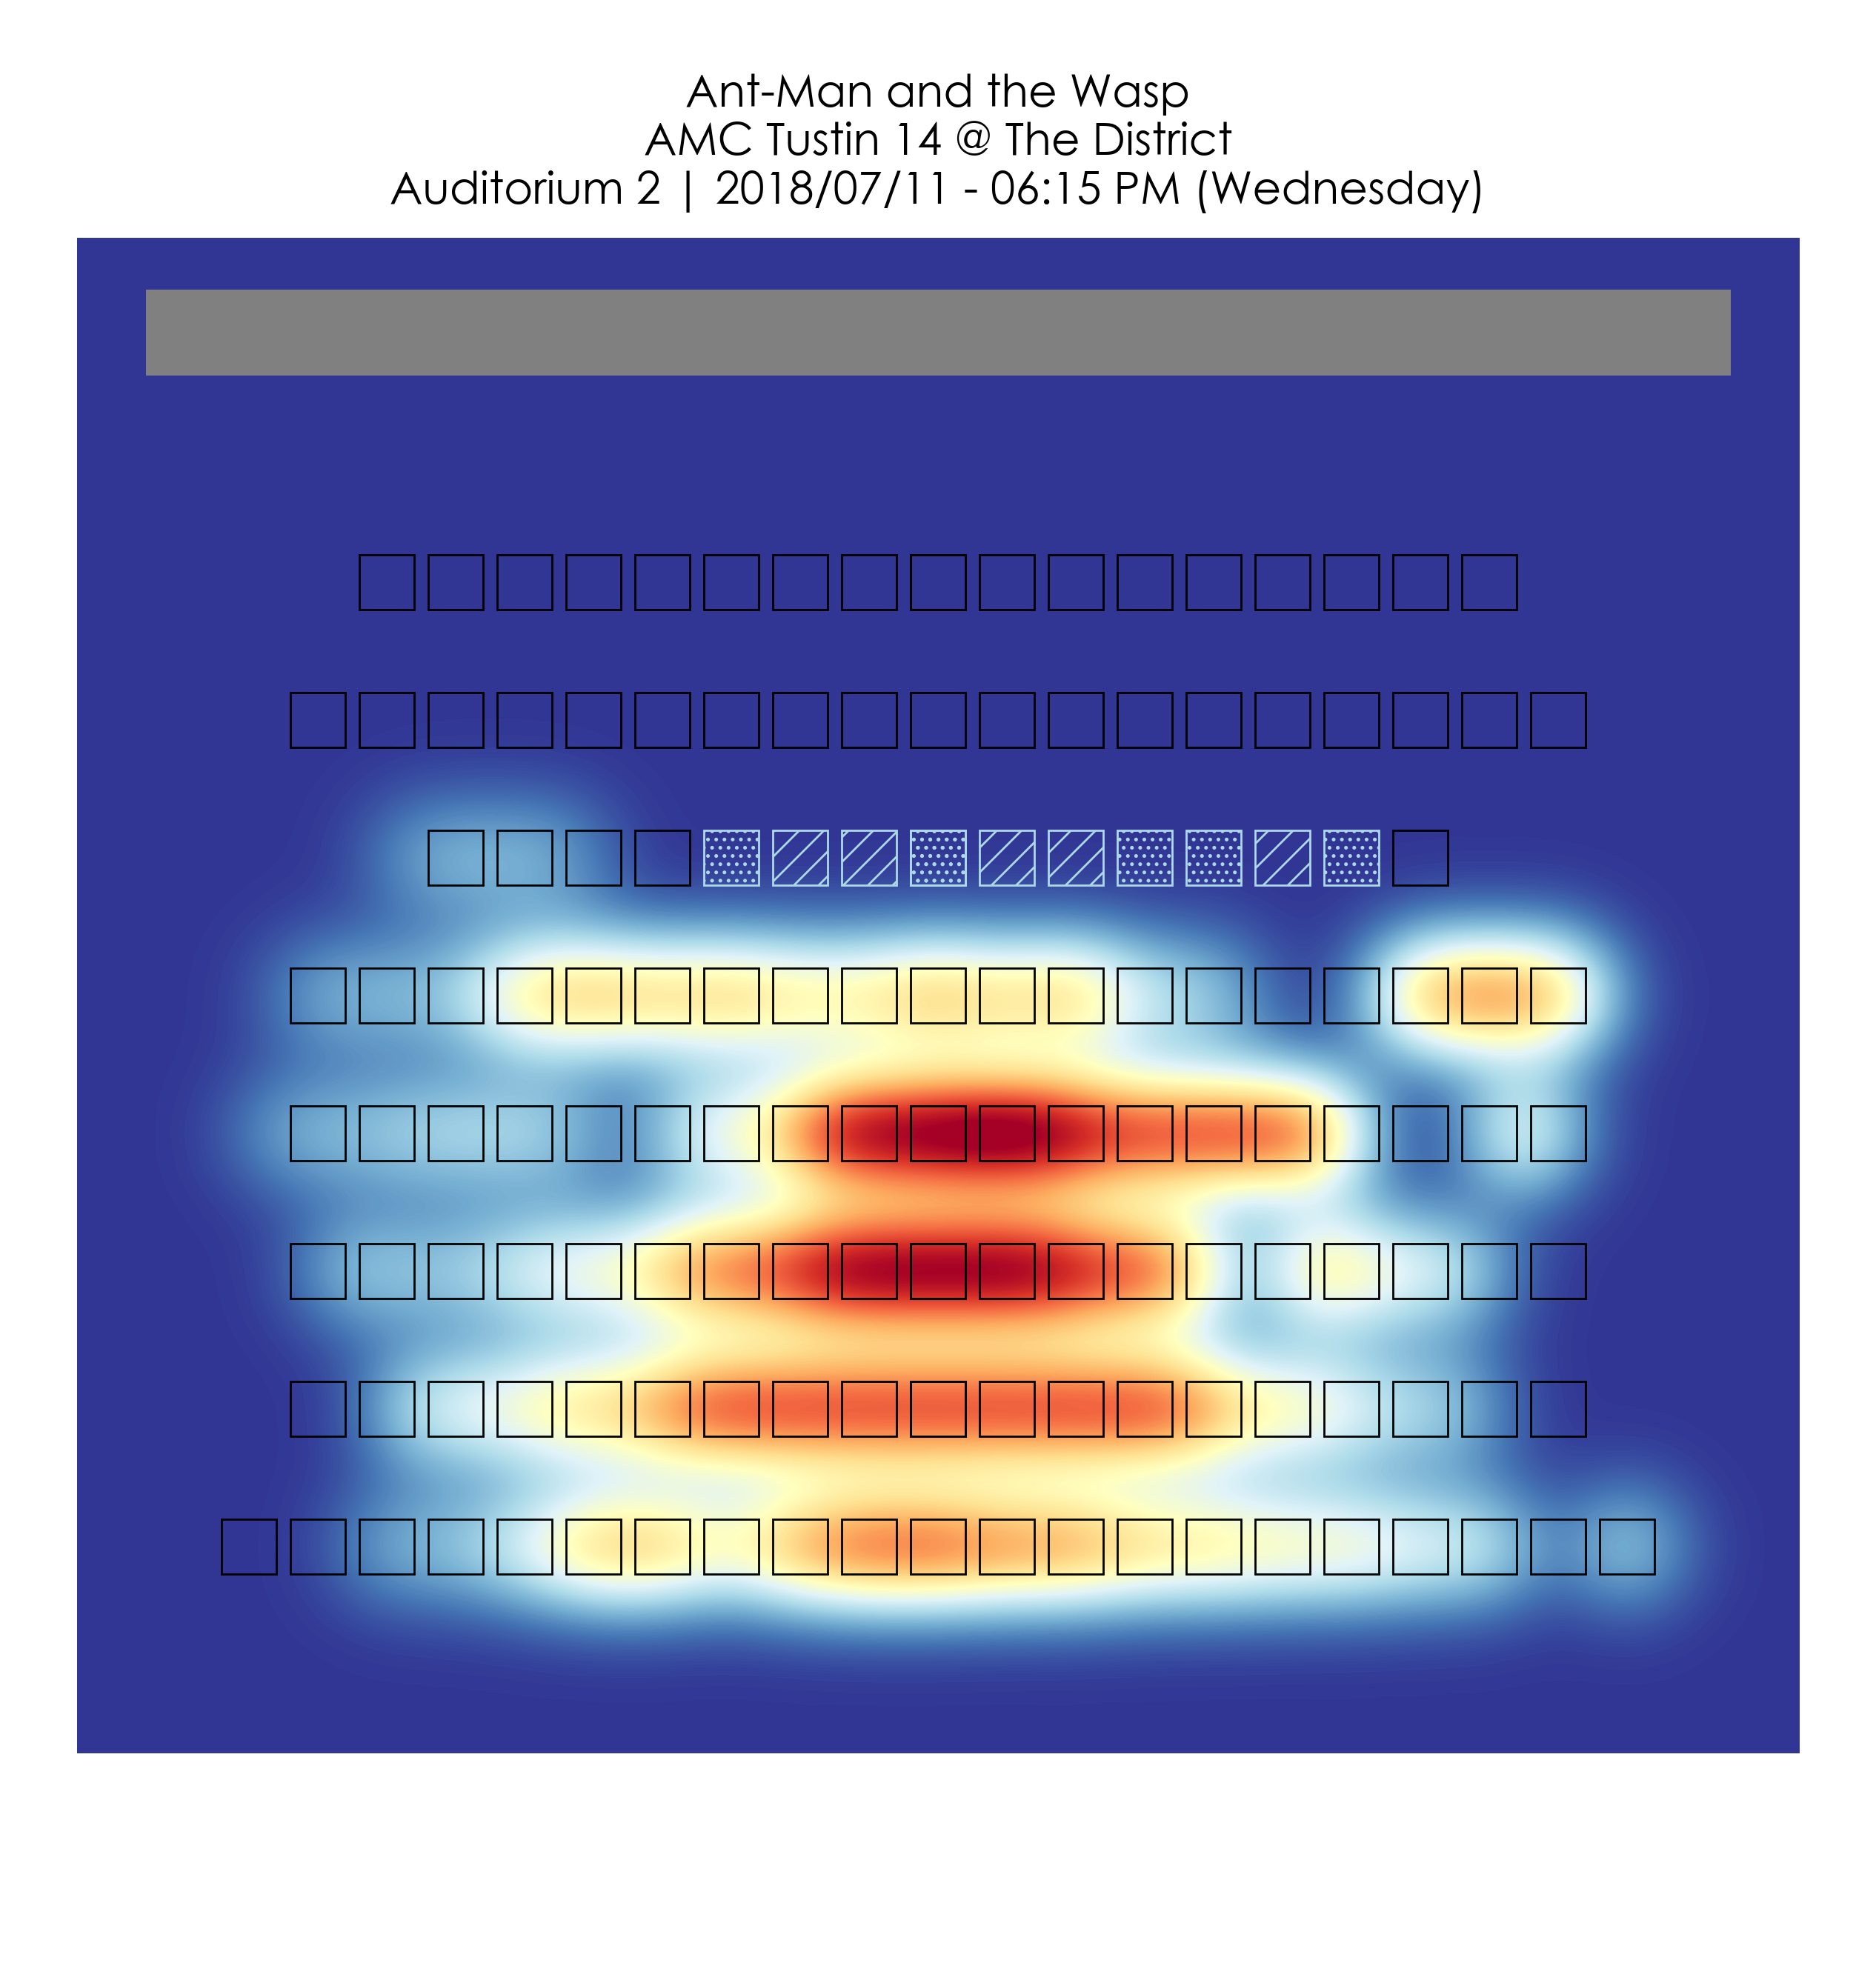 Ant-Man and the Wasp
AMC Tustin 14 @ The District
Auditorium 2 | 2018/07/11 - 06:15 PM (Wednesday)